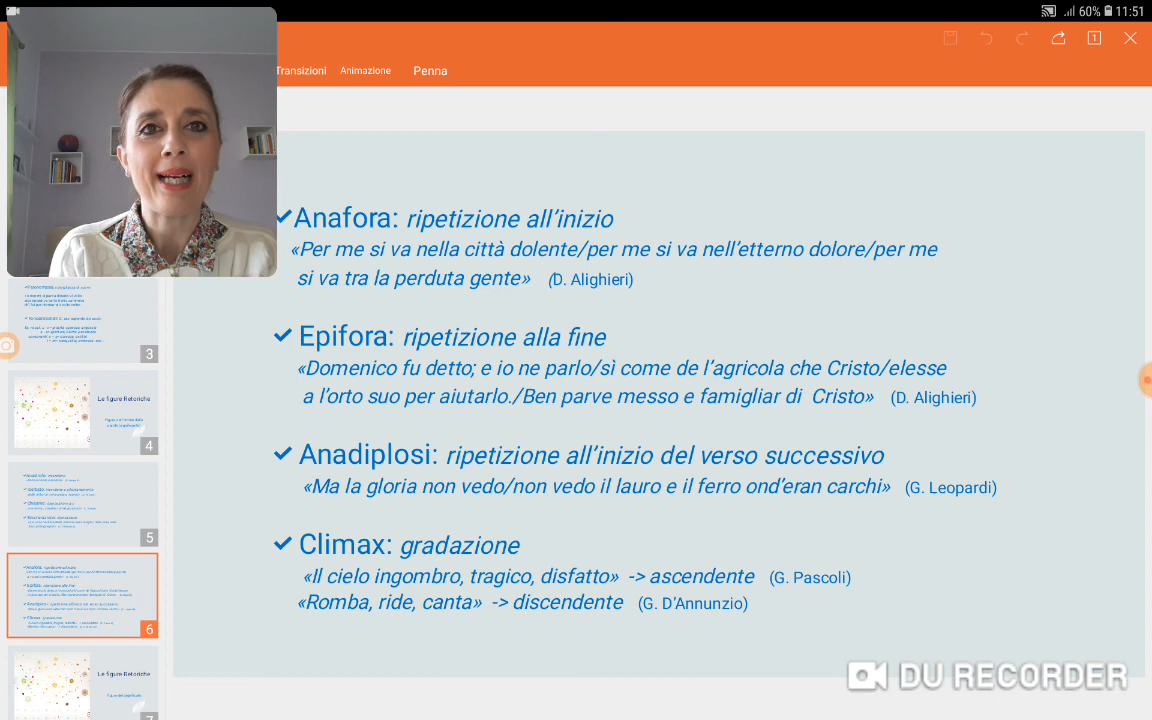 60% 11:51
1
Transizioni Animazione Penna
Anafora: ripetizione all'inizio
«Per me si va nella città dolente/per me si va nell'etterno dolore/per me
si va tra la perduta gente» (D. Alighieri)
Epifora: ripetizione alla fine
«Domenico fu detto; e io ne parlo/sì come de l'agricola che Cristo/elesse
a l'orto suo per aiutarlo./Ben parve messo e famigliar di Cristo» (D. Alighieri)
Anadiplosi: ripetizione all'inizio del verso successivo
«Ma la gloria non vedo/non vedo il lauro e il ferro ond'eran carchi» (G. Leopardi)
Climax: gradazione
«Il cielo ingombro, tragico, disfatto» -> ascendente (G. Pascoli)
«Romba, ride, canta» -> discendente (G. D'Annunzio)
3
Le figure Retoriche
4
5
6
Le figure Retoriche
7
DU RECORDER